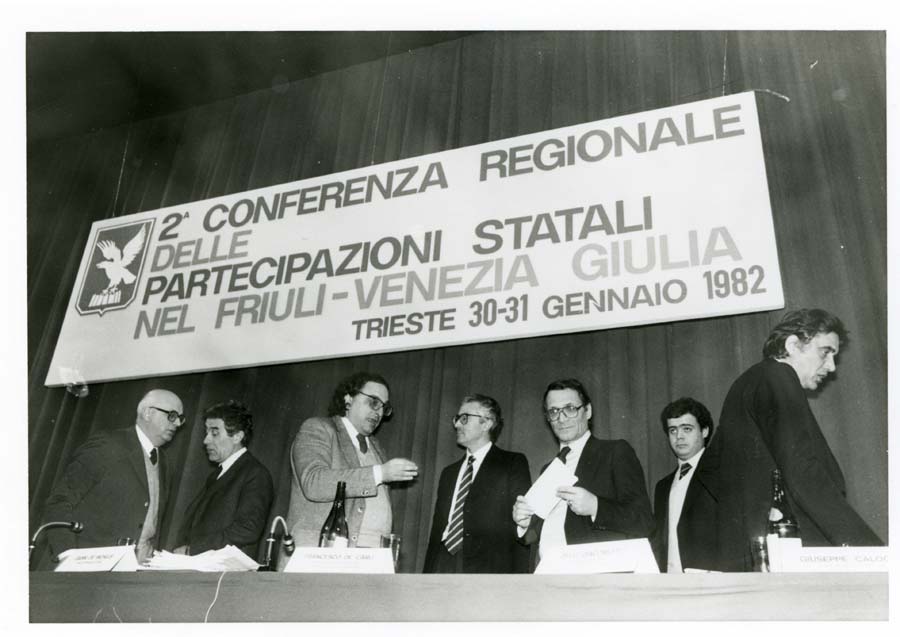 2ª CONFERENZA REGIONALE
DELLE
PARTECIPAZIONI STATALI
NEL FRIULI-VENEZIA GIULIA
TRIESTE 30-31 GENNAIO 1982
FRANCESCO DE CARLI
GIUSEPPE